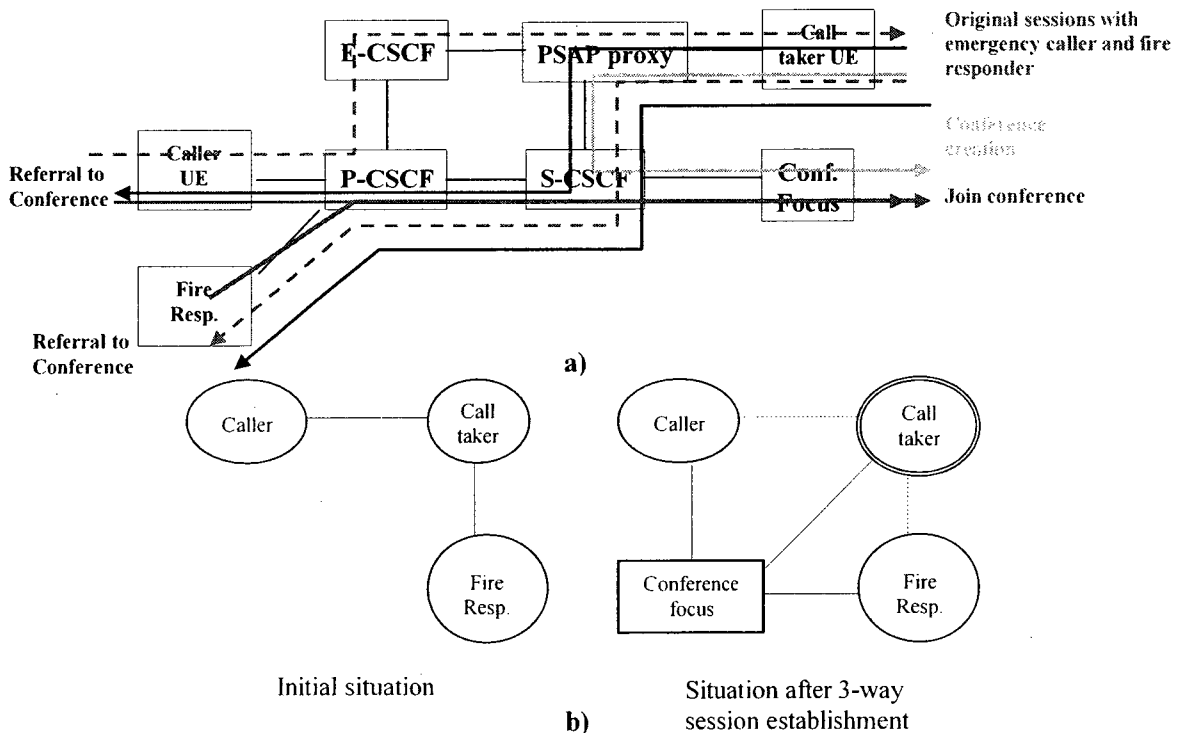 Original sessions with
emergency caller and fire
responder
E-CSCF
PSAP proxy
Call
taker UE
Conference
creation
Caller
UE
P-CSCF
S-CSCF
Conf.
Focus
Referral to
Conference
Join conference
Fire
Resp.
Referral to
Conference
a)
Caller
Call
taker
Caller
Call
taker
Fire
Resp.
Conference
focus
Fire
Resp.
Initial situation
Situation after 3-way
session establishment
b)